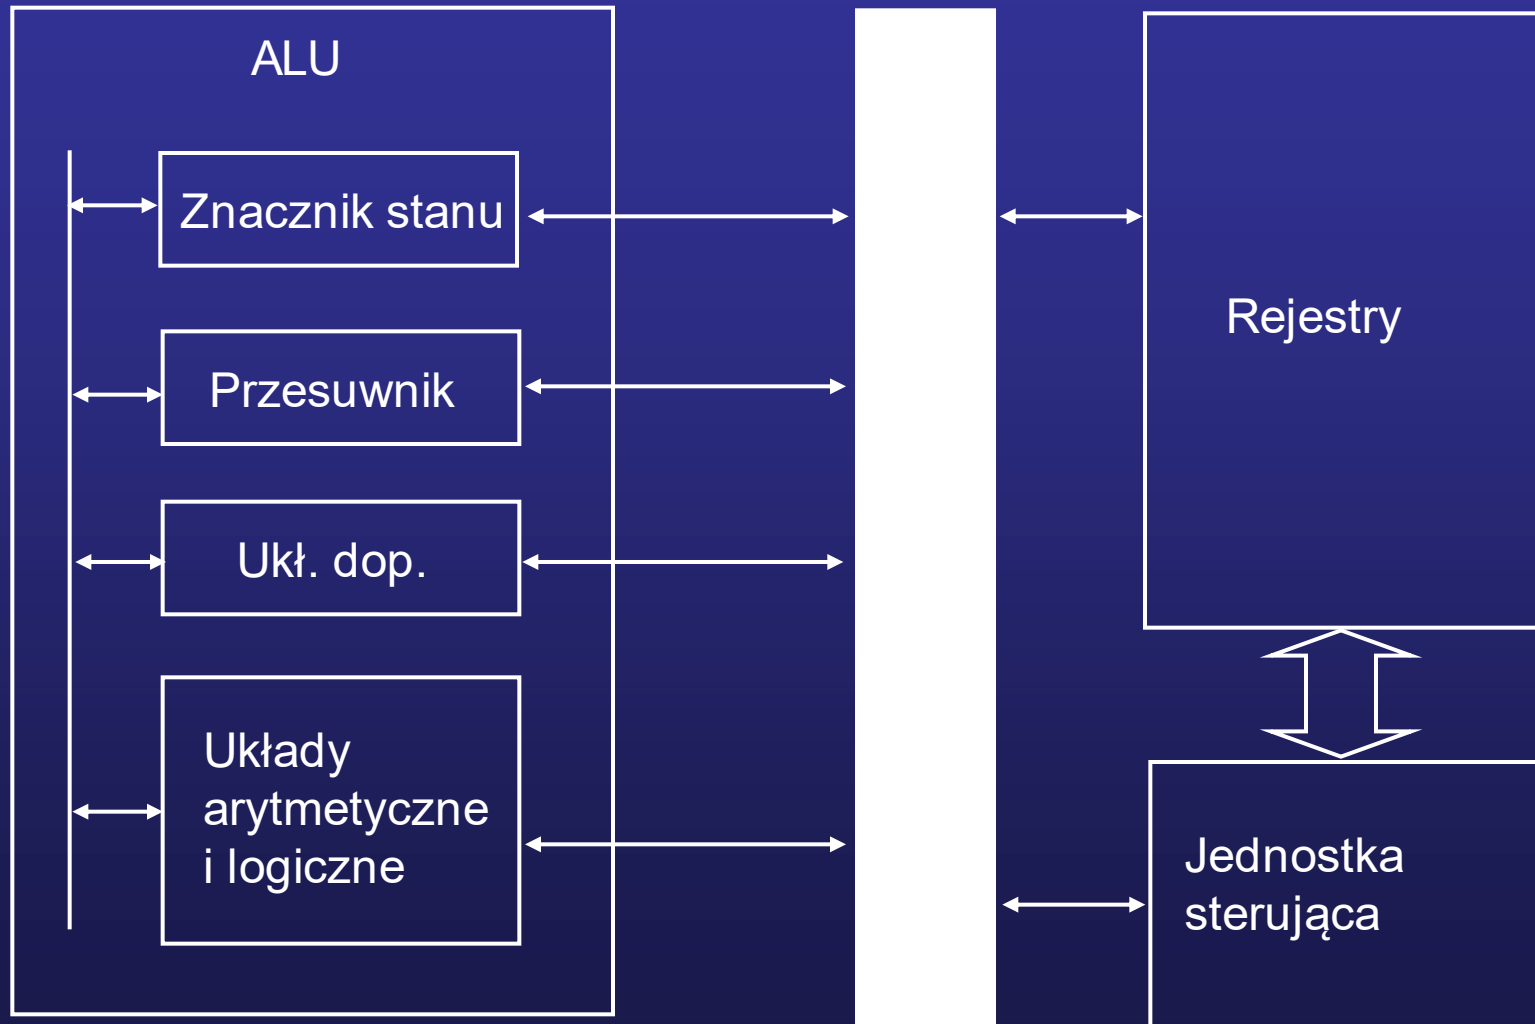 ALU
Znacznik stanu
Przesuwnik
Ukł. dop.
Układy
arytmetyczne
i logiczne
Rejestry
Jednostka
sterująca